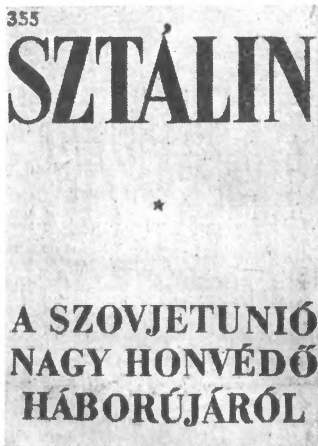 355
SZTÁLIN
*
A SZOVJETUNIÓ
NAGY HONVÉDŐ
HÁBORÚJÁRÓL